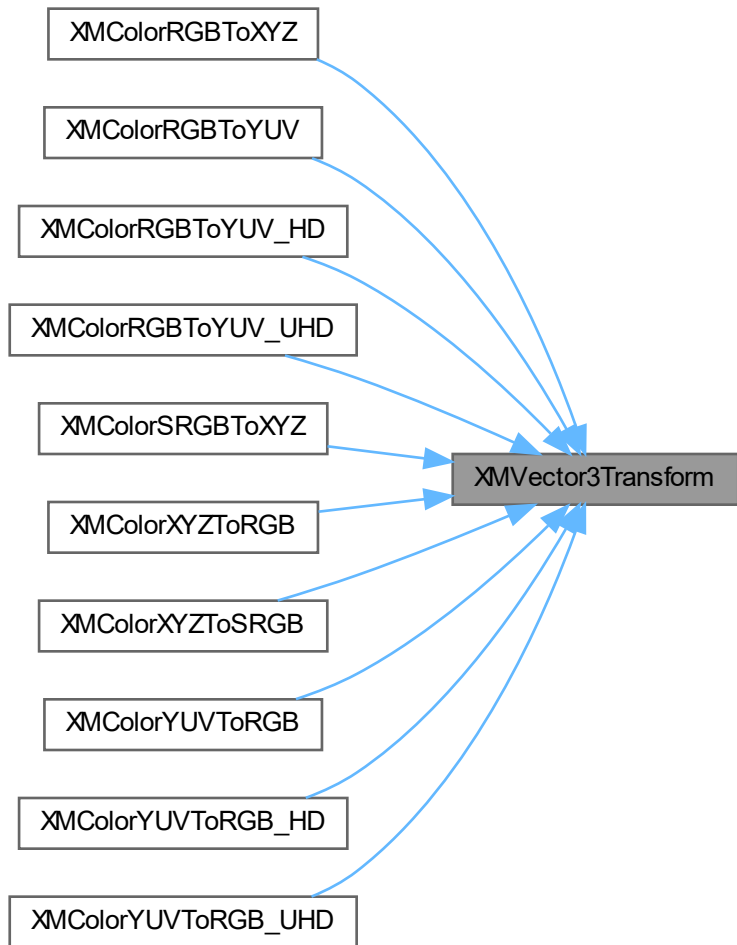 XMColorRGBToXYZ
XMColorRGBToYUV
XMColorRGBToYUV_HD
XMColorRGBToYUV_UHD
XMColorSRGBToXYZ
XMVector3Transform
XMColorXYZToRGB
XMColorXYZToSRGB
XMColorYUVToRGB
XMColorYUVToRGB_HD
XMColorYUVToRGB_UHD